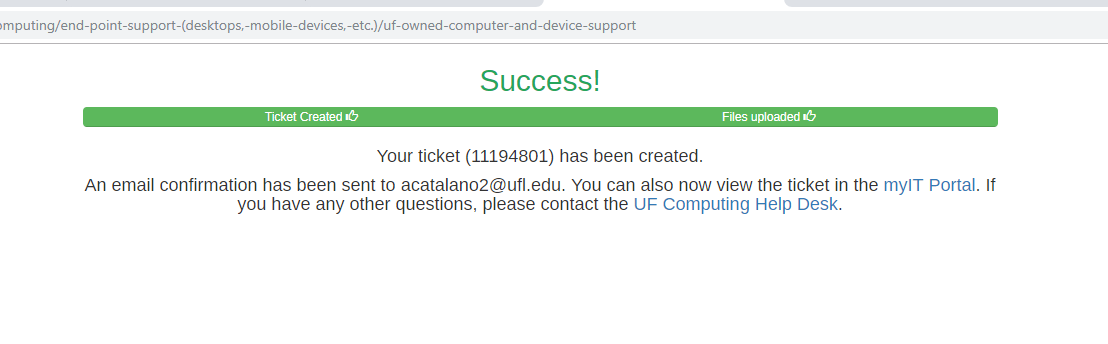 omputing/end-point-support-(desktops,-mobile-devices,-etc.)/uf-owned-computer-and-device-support
Success!
Ticket Created Files uploaded
Your ticket (11194801) has been created.
An email confirmation has been sent to acatalano2@ufl.edu. You can also now view the ticket in the myIT Portal. If
you have any other questions, please contact the UF Computing Help Desk.